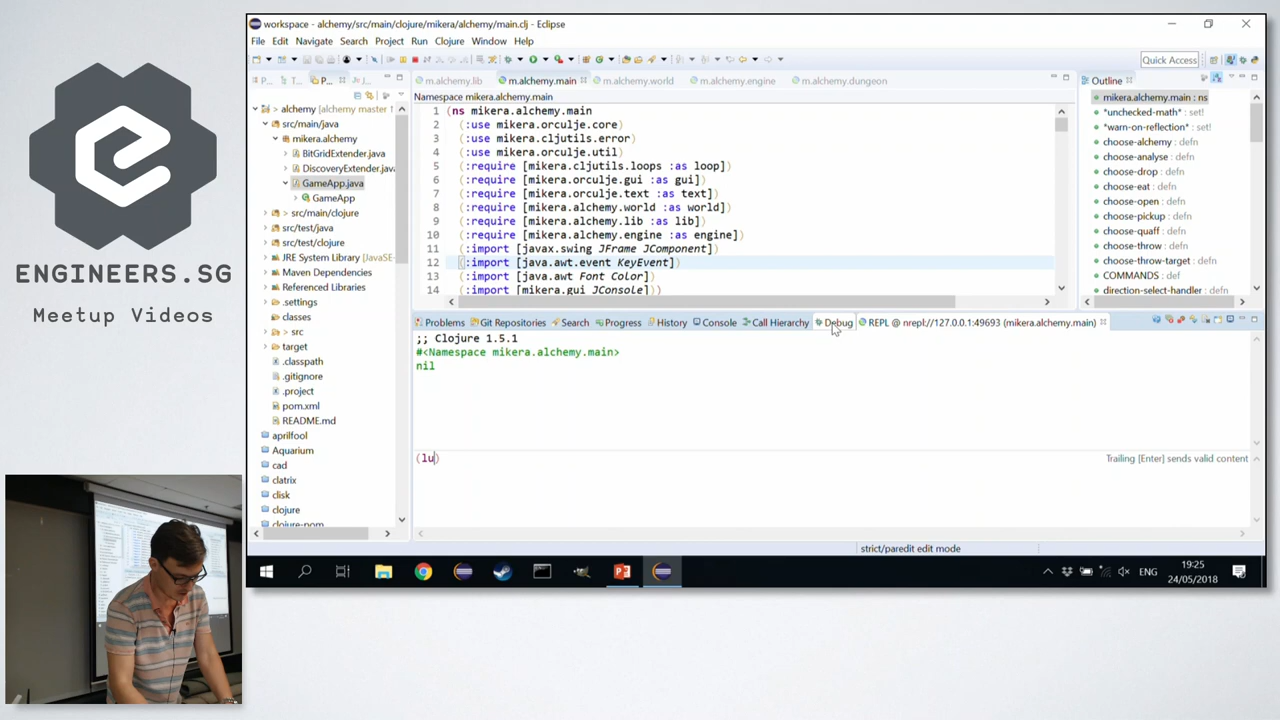 ENGINEERS.SG
Meetup Videos
workspace - alchemy/src/main/clojure/mikera/alchemy/main.clj - Eclipse
File Edit Navigate Search Project Run Clojure Window Help
Quick Access
P... T... P... J...
m.alchemy.lib m.alchemy.main m.alchemy.world m.alchemy.engine m.alchemy.dungeon
Outline
Namespace mikera.alchemy.main
> alchemy [alchemy master]
src/main/java
mikera.alchemy
BitGridExtender.java
DiscoveryExtender.java
GameApp.java
GameApp
> src/main/clojure
src/test/java
src/test/clojure
JRE System Library [JavaSE-
Maven Dependencies
Referenced Libraries
.settings
classes
> src
target
.classpath
.gitignore
.project
pom.xml
README.md
aprilfool
Aquarium
cad
clatrix
clisk
clojure
clojure-pom
1 (ns mikera.alchemy.main
2 (:use mikera.orculje.core)
3 (:use mikera.cljutils.error)
4 (:use mikera.orculje.util)
5 (:require [mikera.cljutils.loops :as loop])
6 (:require [mikera.orculje.gui :as gui])
7 (:require [mikera.orculje.text :as text])
8 (:require [mikera.alchemy.world :as world])
9 (:require [mikera.alchemy.lib :as lib])
10 (:require [mikera.alchemy.engine :as engine])
11 (:import [javax.swing JFrame JComponent])
12 (:import [java.awt.event KeyEvent])
13 (:import [java.awt Font Color])
14 (:import [mikera.gui JConsole]))
mikera.alchemy.main : ns
*unchecked-math* : set!
*warn-on-reflection* : set!
choose-alchemy : defn
choose-analyse : defn
choose-drop : defn
choose-eat : defn
choose-open : defn
choose-pickup : defn
choose-quaff : defn
choose-throw : defn
choose-throw-target : defn
COMMANDS : def
direction-select-handler : defn
Problems Git Repositories Search Progress History Console Call Hierarchy Debug REPL @ nrepl://127.0.0.1:49693 (mikera.alchemy.main)
;; Clojure 1.5.1
#<Namespace mikera.alchemy.main>
nil
(lu)
Trailing [Enter] sends valid content
strict/paredit edit mode
ENG
19:25
24/05/2018